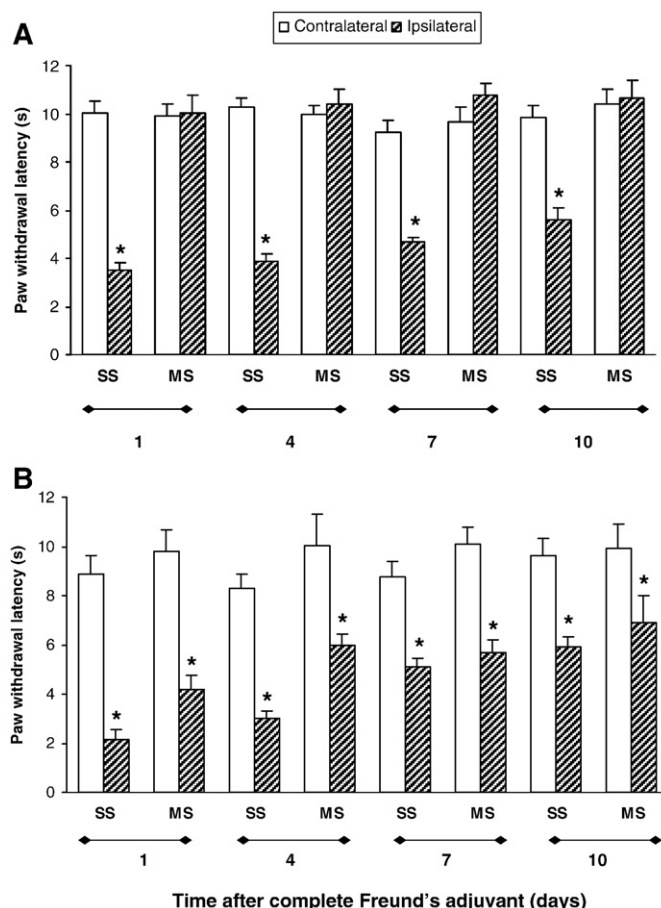 Contralateral Ipsilateral
A
Paw withdrawal latency (s)
12
10
8
6
4
2
0
* * * *
SS MS SS MS SS MS SS MS
1 4 7 10
B
Paw withdrawal latency (s)
12
10
8
6
4
2
0
* * * * * * * *
SS MS SS MS SS MS SS MS
1 4 7 10
Time after complete Freund's adjuvant (days)